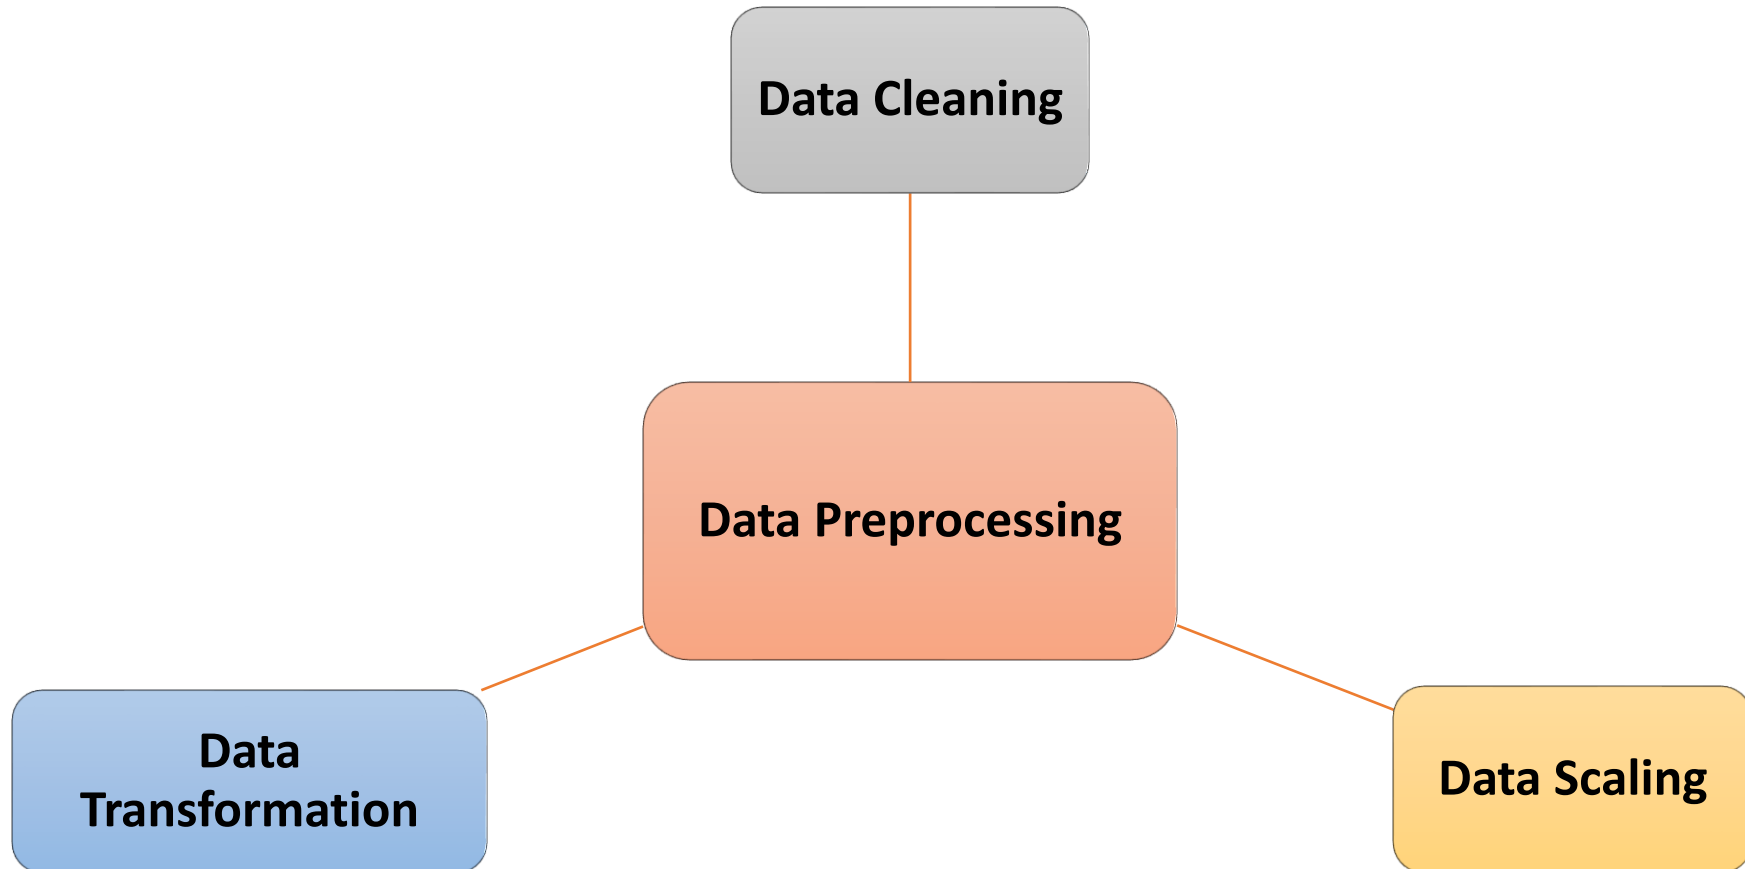 Data Cleaning
Data Preprocessing
Data
Transformation
Data Scaling